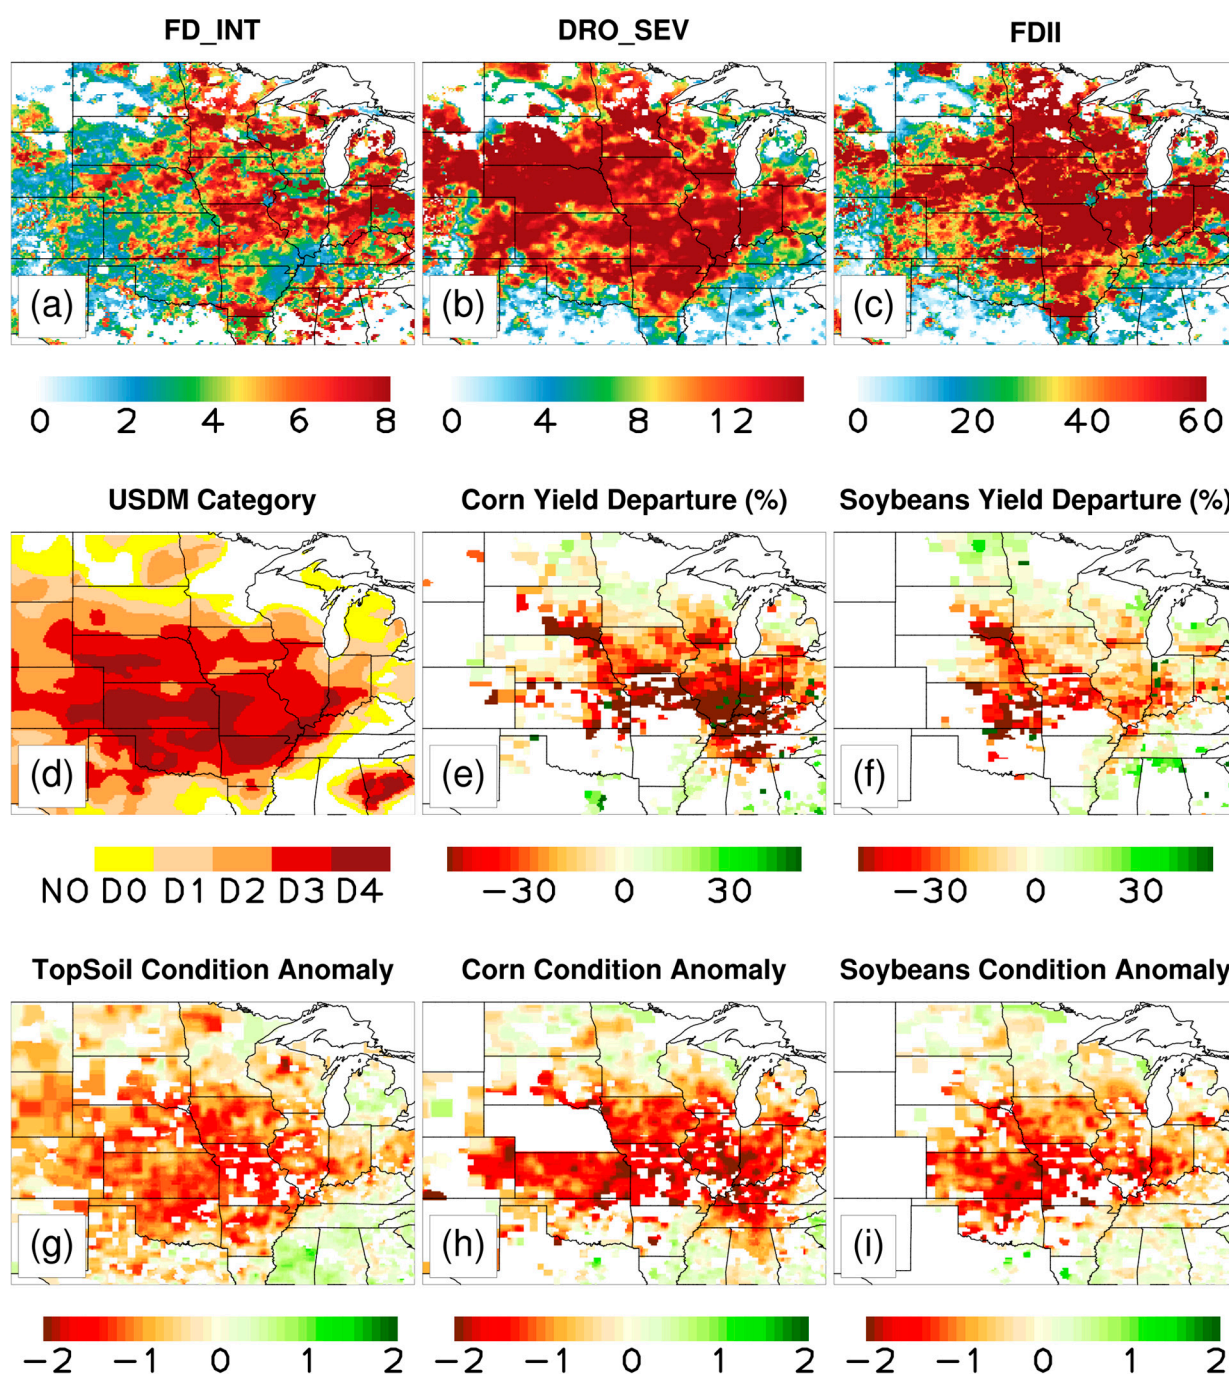 FD_INT DRO_SEV FDII
(a) (b) (c)
0 2 4 6 8 0 4 8 12 0 20 40 60
USDM Category Corn Yield Departure (%) Soybeans Yield Departure (%)
(d) (e) (f)
NO D0 D1 D2 D3 D4 −30 0 30 −30 0 30
TopSoil Condition Anomaly Corn Condition Anomaly Soybeans Condition Anomaly
(g) (h) (i)
−2 −1 0 1 2 −2 −1 0 1 2 −2 −1 0 1 2